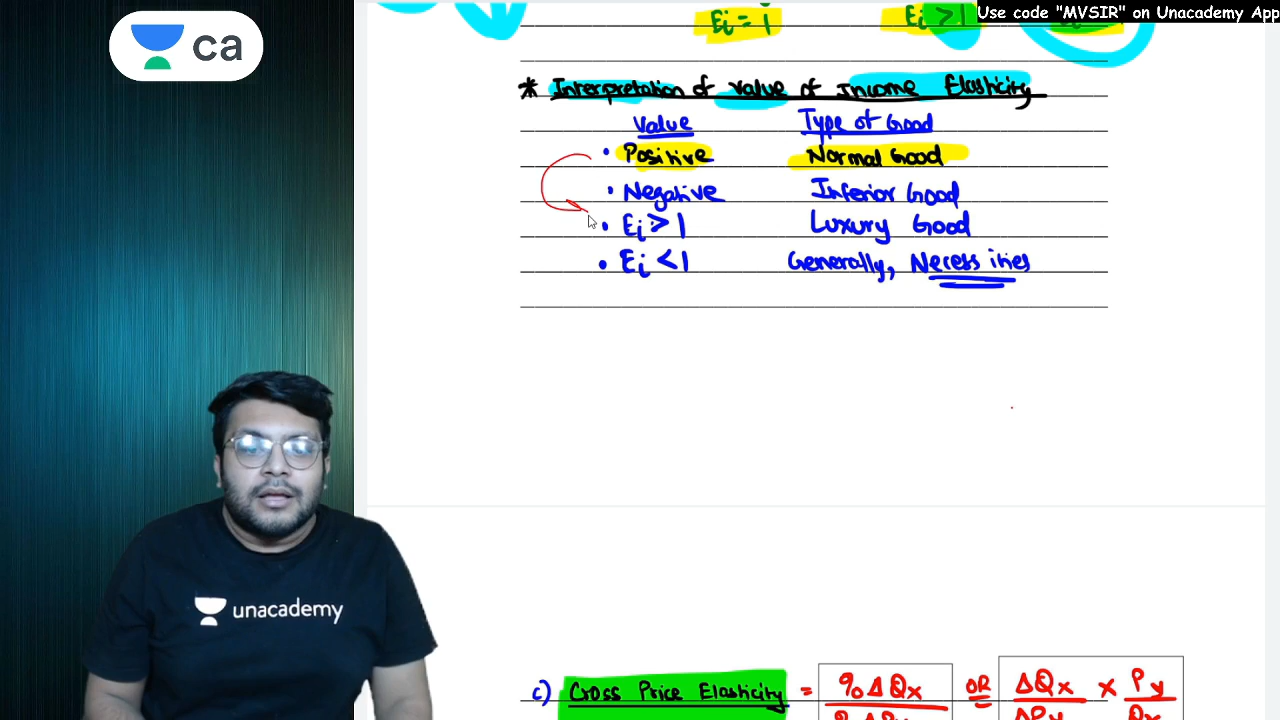 Use code "MVSIR" on Unacademy App
ca
Ei = 1
Ei > 1
* Interpretation of value of Income Elasticity
Value Type of Good
• Positive Normal Good
• Negative Inferior Good
• Ei > 1 Luxury Good
• Ei < 1 Generally, Necessities
unacademy
c) Cross Price Elasticity = % Δ Qx OR ΔQx × Py